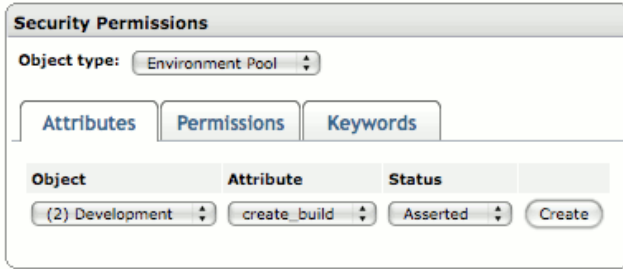 Security Permissions
Object type: Environment Pool
Attributes Permissions Keywords
Object Attribute Status
(2) Development create_build Asserted Create